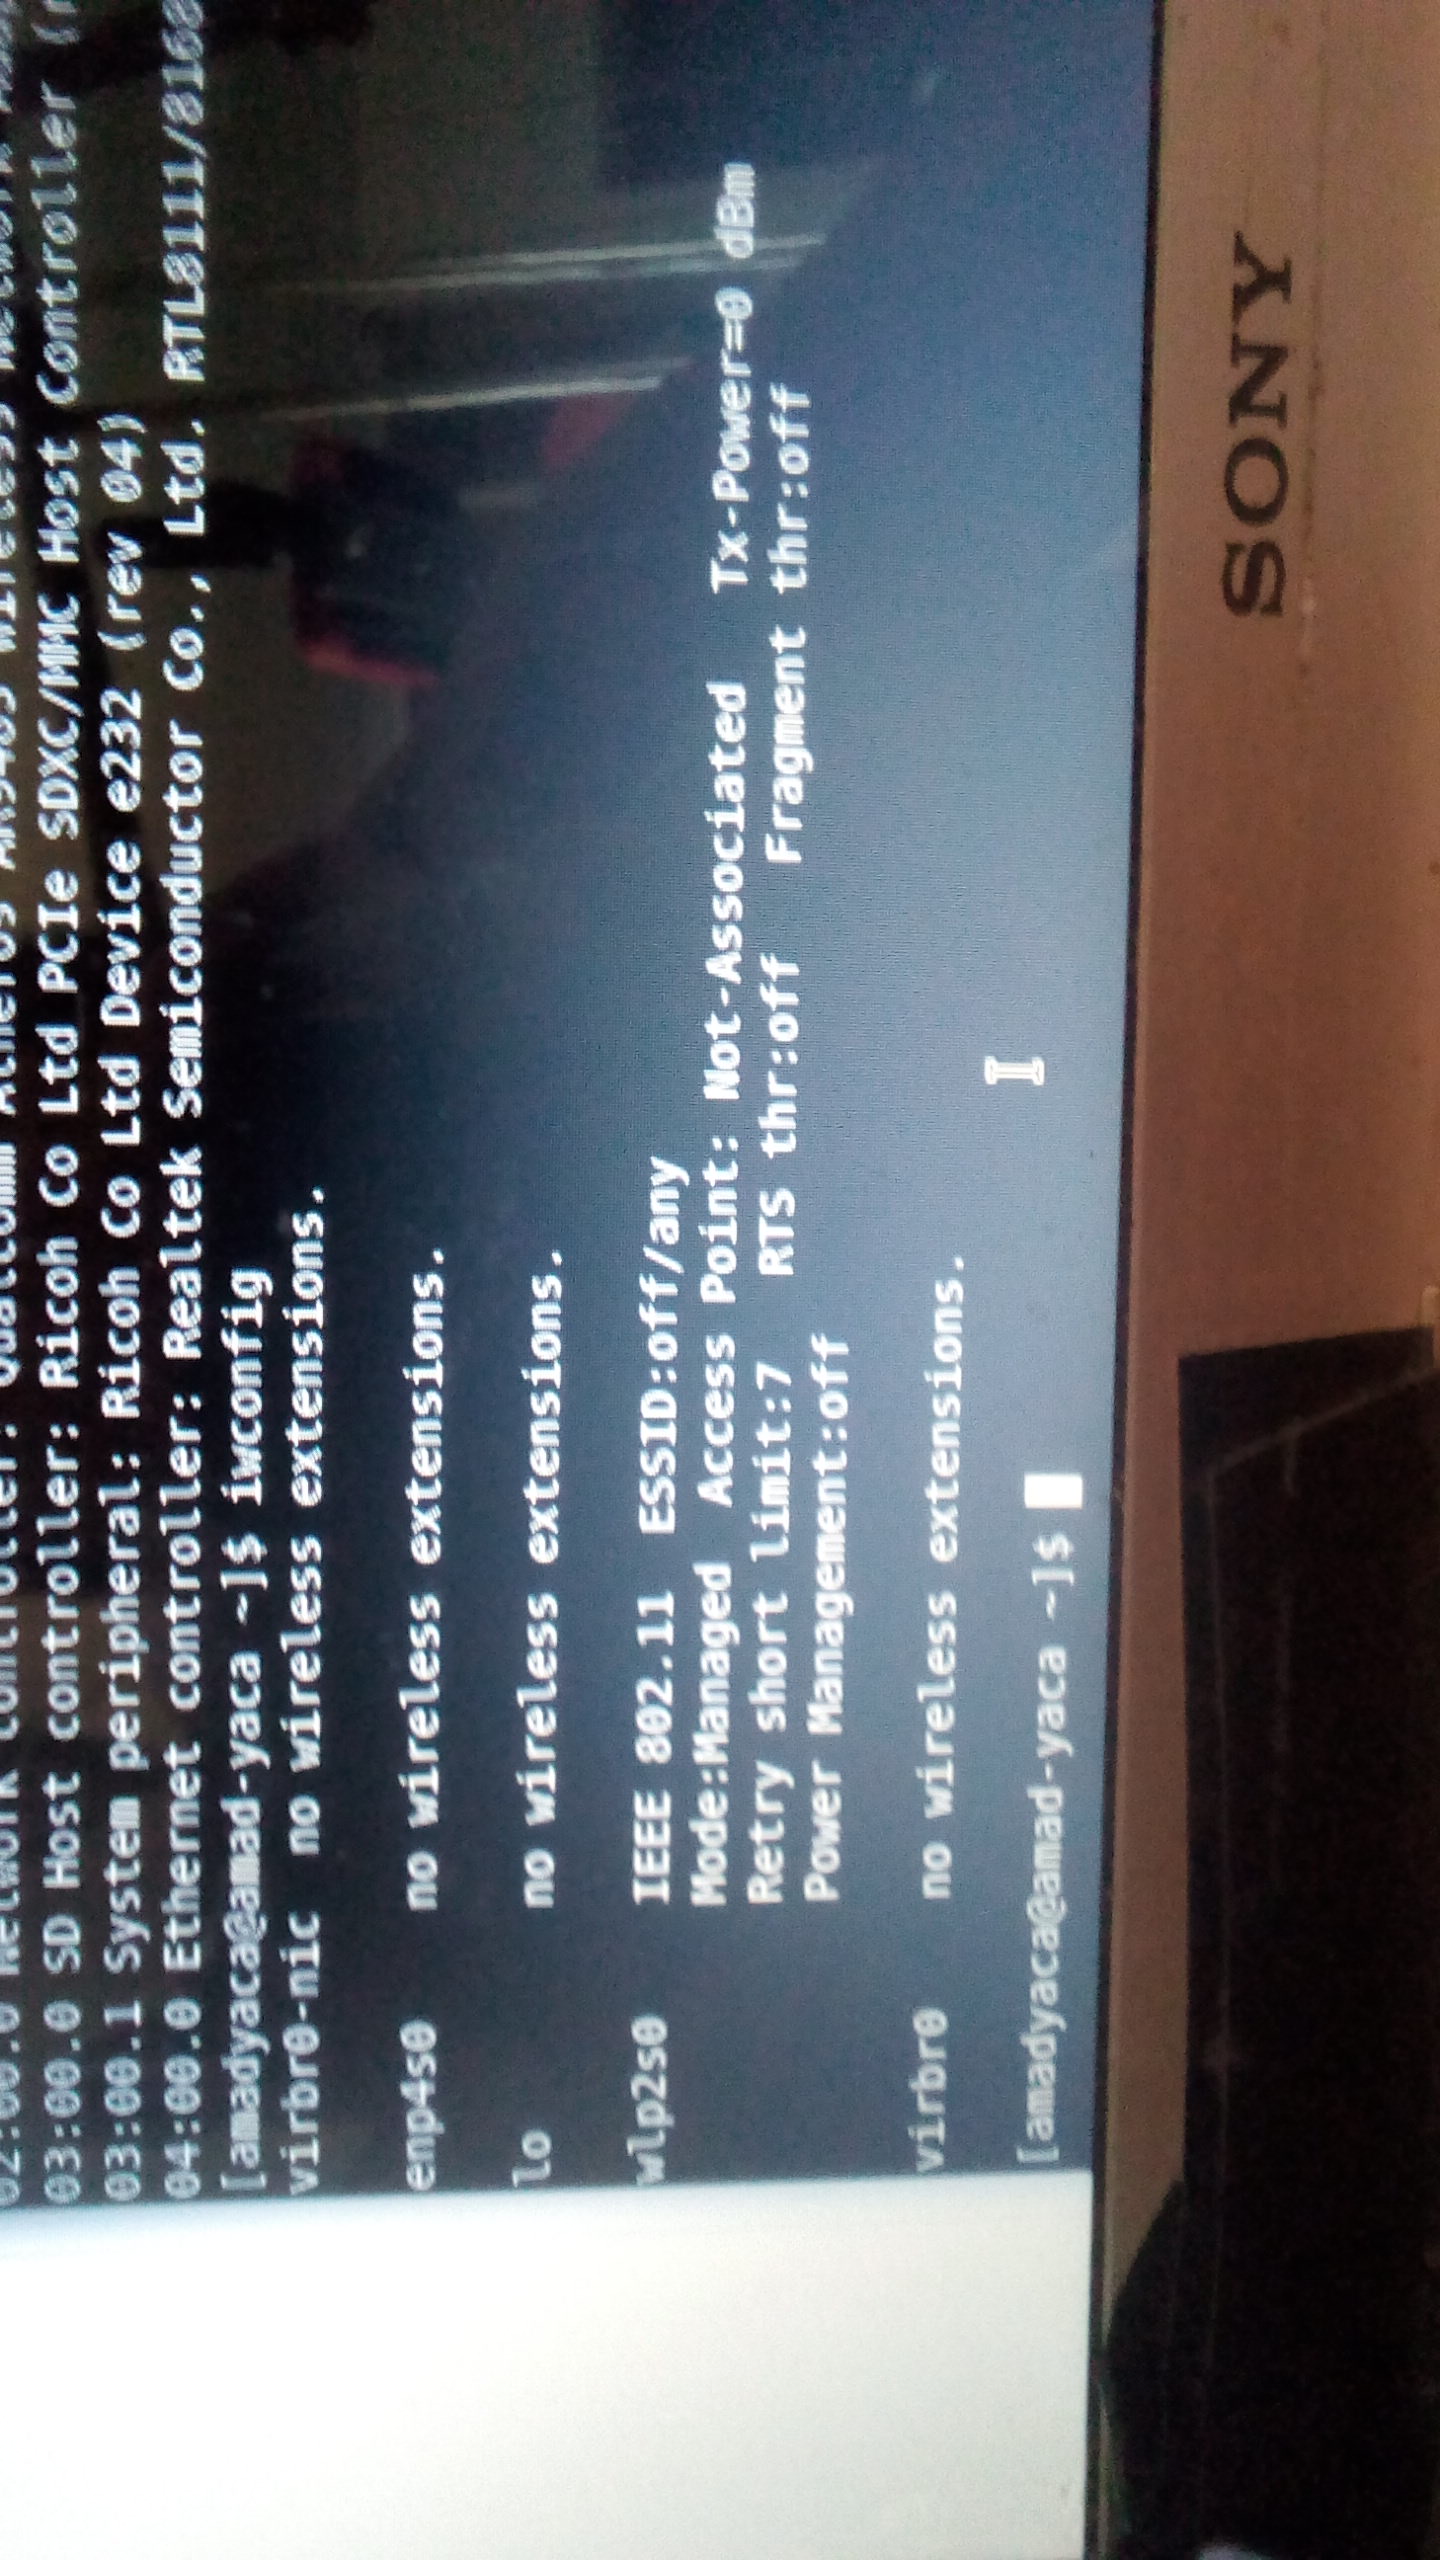 02:00.0 Network controller: Qualcomm Atheros AR9485 Wireless Network
03:00.0 SD Host controller: Ricoh Co Ltd PCIe SDXC/MMC Host Controller
03:00.1 System peripheral: Ricoh Co Ltd Device e232 (rev 04)
04:00.0 Ethernet controller: Realtek Semiconductor Co., Ltd. RTL8111/8168
[amadyaca@amad-yaca ~]$ iwconfig
virbr0-nic  no wireless extensions.
enp4s0    no wireless extensions.
lo        no wireless extensions.
wlp2s0    IEEE 802.11  ESSID:off/any
Mode:Managed  Access Point: Not-Associated   Tx-Power=0 dBm
Retry short limit:7   RTS thr:off   Fragment thr:off
Power Management:off
virbr0    no wireless extensions.
[amadyaca@amad-yaca ~]$
SONY